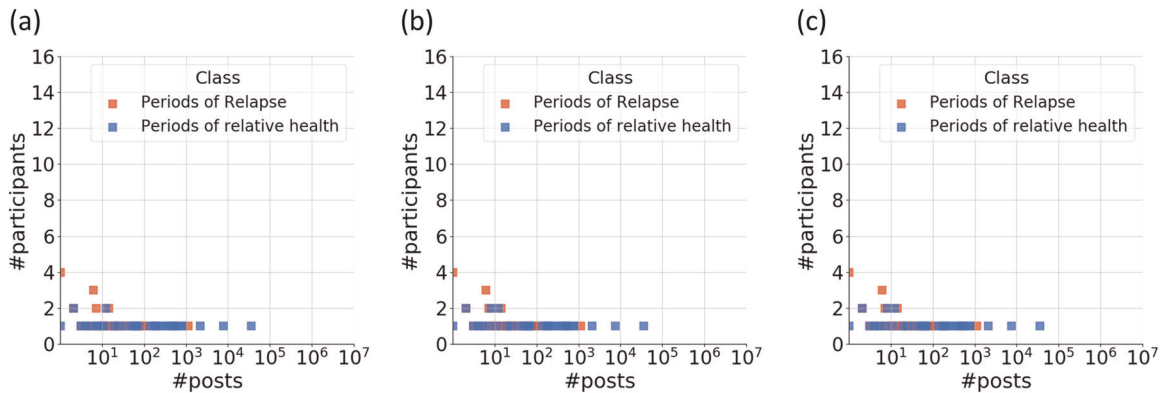 (a)
16
14
12
10
8
6
4
2
0
#participants
Class
Periods of Relapse
Periods of relative health
10¹ 10² 10³ 10⁴ 10⁵ 10⁶ 10⁷
#posts
(b)
16
14
12
10
8
6
4
2
0
#participants
Class
Periods of Relapse
Periods of relative health
10¹ 10² 10³ 10⁴ 10⁵ 10⁶ 10⁷
#posts
(c)
16
14
12
10
8
6
4
2
0
#participants
Class
Periods of Relapse
Periods of relative health
10¹ 10² 10³ 10⁴ 10⁵ 10⁶ 10⁷
#posts